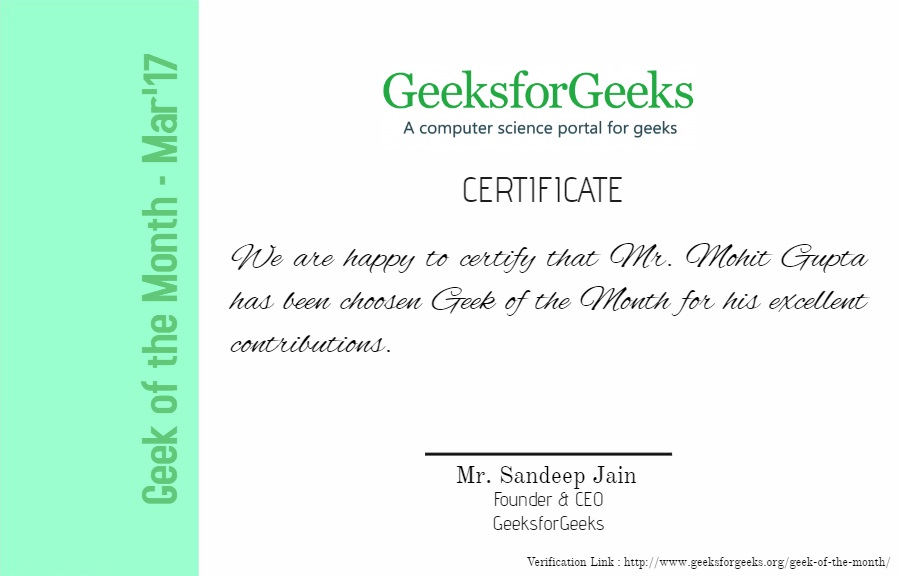 Geek of the Month - Mar'17
GeeksforGeeks
A computer science portal for geeks
CERTIFICATE
We are happy to certify that Mr. Mohit Gupta
has been choosen Geek of the Month for his excellent
contributions.
Mr. Sandeep Jain
Founder & CEO
GeeksforGeeks
Verification Link : http://www.geeksforgeeks.org/geek-of-the-month/